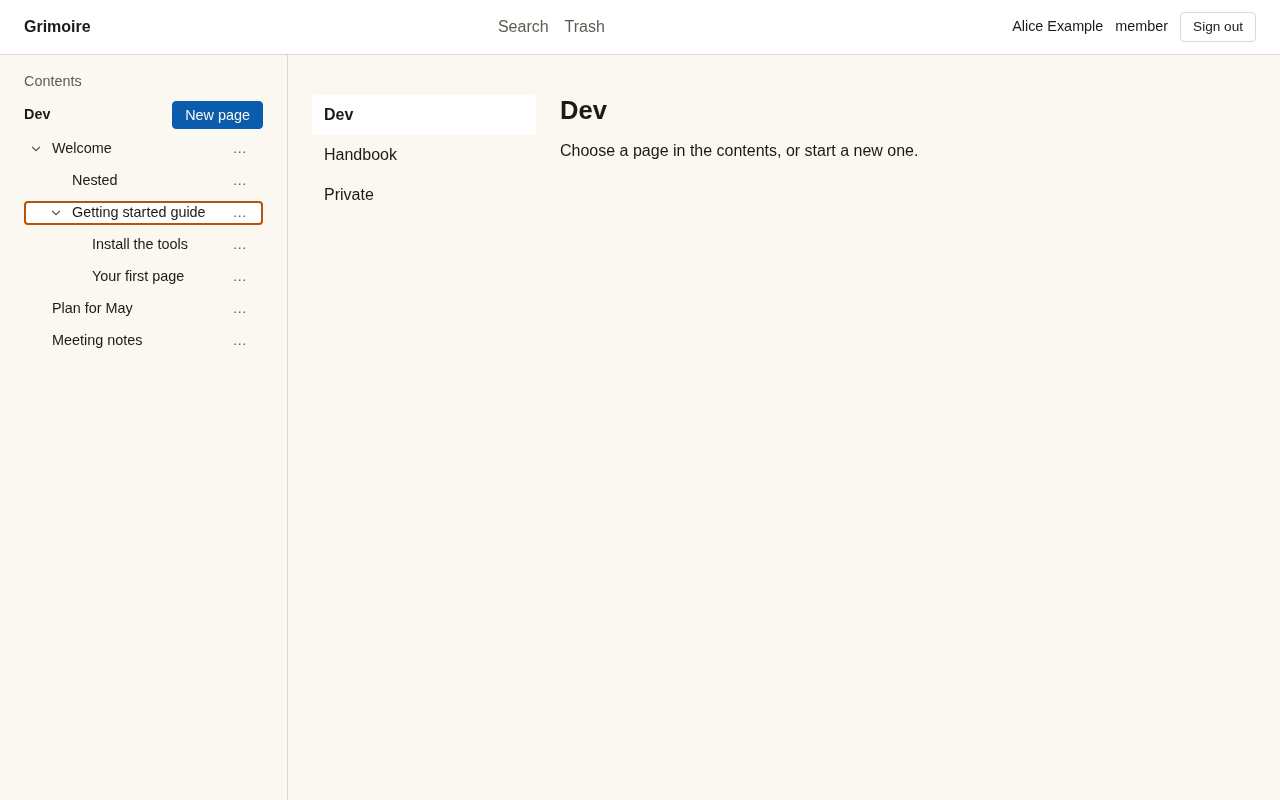 Grimoire
Search Trash
Alice Example member Sign out
Contents
Dev New page
Welcome ...
Nested ...
Getting started guide ...
Install the tools ...
Your first page ...
Plan for May ...
Meeting notes ...
Dev
Handbook
Private
Dev
Choose a page in the contents, or start a new one.